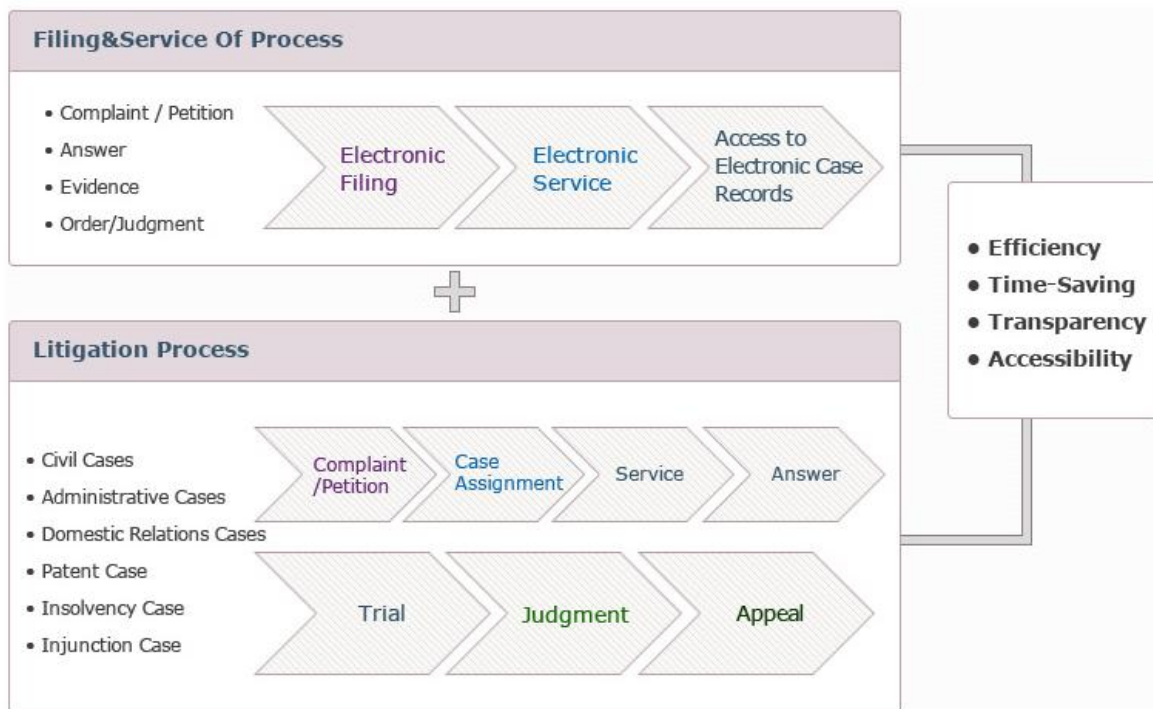 Filing&Service Of Process
• Complaint / Petition
• Answer
• Evidence
• Order/Judgment
Electronic
Filing
Electronic
Service
Access to
Electronic Case
Records
Litigation Process
• Civil Cases
• Administrative Cases
• Domestic Relations Cases
• Patent Case
• Insolvency Case
• Injunction Case
Complaint
/Petition
Case
Assignment
Service
Answer
Trial
Judgment
Appeal
• Efficiency
• Time-Saving
• Transparency
• Accessibility